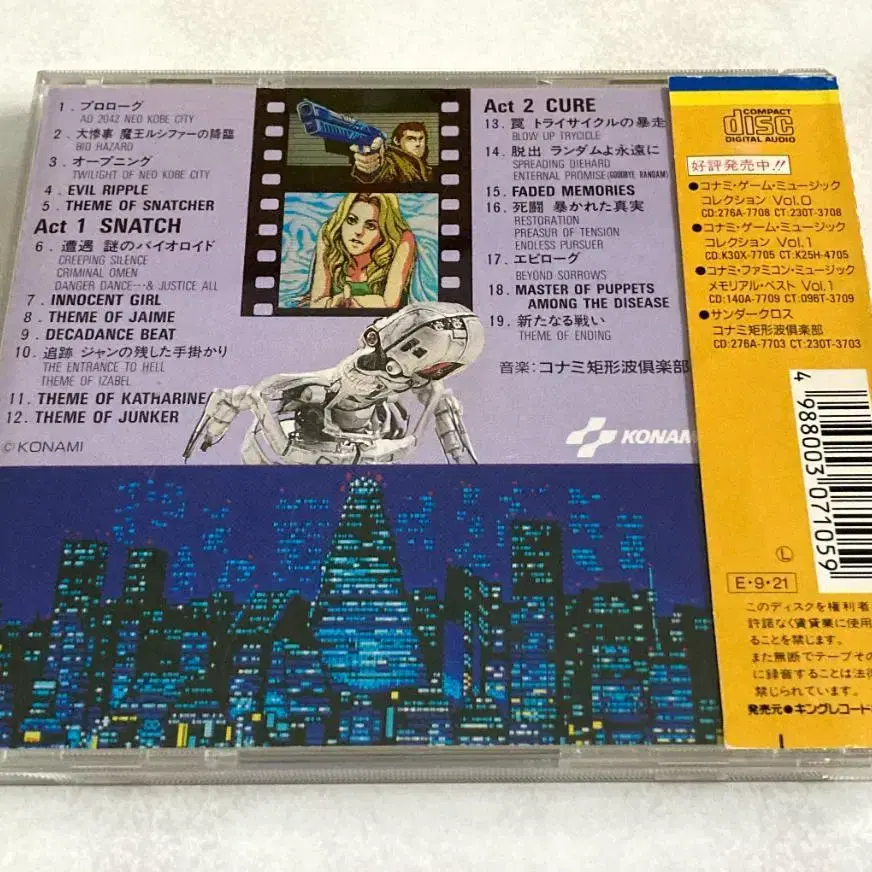 1. プロローグ
AD 2042 NEO KOBE CITY
2. 大惨事 魔王ルシファーの降臨
BIO HAZARD
3. オープニング
TWILIGHT OF NEO KOBE CITY
4 EVIL RIPPLE
5 THEME OF SNATCHER
Act 1 SNATCH
6. 遭遇 謎のバイオロイド
CREEPING SILENCE
CRIMINAL OMEN
DANGER DANCE…& JUSTICE ALL
7 INNOCENT GIRL
8 THEME OF JAIME
9 DECADANCE BEAT
10. 追跡 ジャンの残した手掛かり
THE ENTRANCE TO HELL
THEME OF IZABEL
11. THEME OF KATHARINE
12. THEME OF JUNKER
©KONAMI
Act 2 CURE
13. 罠 トライサイクルの暴走
BLOW UP TRYCICLE
14. 脱出 ランダムよ永遠に
SPREADING DIEHARD
ENTERNAL PROMISE(GOODBYE RANDAM)
15 FADED MEMORIES
16. 死闘 暴かれた真実
RESTORATION
PREASUR OF TENSION
ENDLESS PURSUER
17. エピローグ
BEYOND SORROWS
18 MASTER OF PUPPETS
AMONG THE DISEASE
19. 新たなる戦い
THEME OF ENDING
音楽:コナミ矩形波倶楽部
KONAMI
COMPACT
disc
DIGITAL AUDIO
好評発売中!!
●コナミ・ゲーム・ミュージック
コレクション Vol.0
CD:276A-7708 CT:230T-3708
●コナミ・ゲーム・ミュージック
コレクション Vol.1
CD:K30X-7705 CT:K25H-4705
●コナミ・ファミコン・ミュージック
メモリアル・ベスト Vol.1
CD:140A-7709 CT:096T-3709
●サンダークロス
コナミ矩形波倶楽部
CD:276A-7703 CT:230T-3703
4 988003 071059
Ⓛ
E・9・21
このディスクを権利者
許諾なく賃貸業に使用
ることを禁じます。
また無断でテープその
に録音することは法律
禁じられています。
発売元●キングレコード